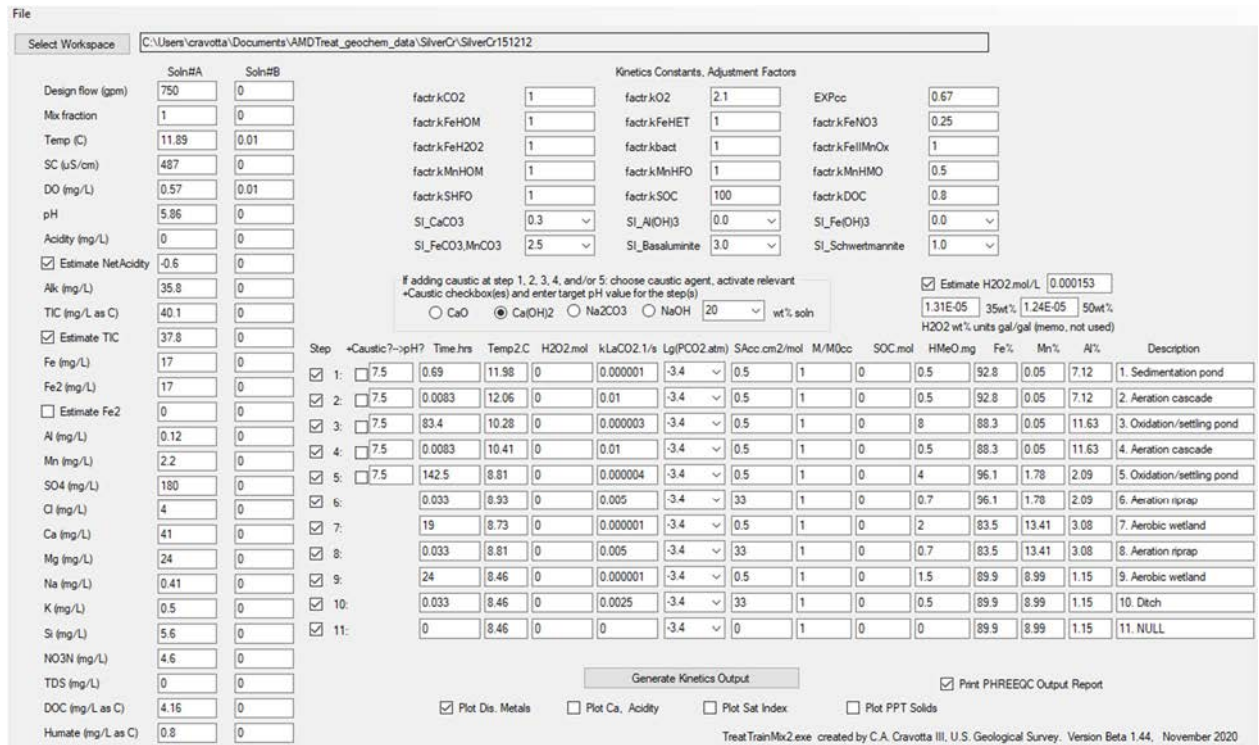 File
Select Workspace C:\Users\cravotta\Documents\AMDTreat_geochem_data\SilverCr\SilverCr151212
Soln#A Soln#B
Design flow (gpm) 750 0
Mix fraction 1 0
Temp (C) 11.89 0.01
SC (uS/cm) 487 0
DO (mg/L) 0.57 0.01
pH 5.86 0
Acidity (mg/L) 0 0
Estimate NetAcidity -0.6 0
Alk (mg/L) 35.8 0
TIC (mg/L as C) 40.1 0
Estimate TIC 37.8 0
Fe (mg/L) 17 0
Fe2 (mg/L) 17 0
Estimate Fe2 0 0
Al (mg/L) 0.12 0
Mn (mg/L) 2.2 0
SO4 (mg/L) 180 0
Cl (mg/L) 4 0
Ca (mg/L) 41 0
Mg (mg/L) 24 0
Na (mg/L) 0.41 0
K (mg/L) 0.5 0
Si (mg/L) 5.6 0
NO3N (mg/L) 4.6 0
TDS (mg/L) 0 0
DOC (mg/L as C) 4.16 0
Humate (mg/L as C) 0.8 0
Kinetics Constants, Adjustment Factors
factr.kCO2 1 factr.kO2 2.1 EXPcc 0.67
factr.kFeHOM 1 factr.kFeHET 1 factr.kFeNO3 0.25
factr.kFeH2O2 1 factr.kbact 1 factr.kFeIIMnOx 1
factr.kMnHOM 1 factr.kMnHFO 1 factr.kMnHMO 0.5
factr.kSHFO 1 factr.kSOC 100 factr.kDOC 0.8
SI_CaCO3 0.3 SI_Al(OH)3 0.0 SI_Fe(OH)3 0.0
SI_FeCO3,MnCO3 2.5 SI_Basaluminite 3.0 SI_Schwertmannite 1.0
If adding caustic at step 1, 2, 3, 4, and/or 5: choose caustic agent, activate relevant
+Caustic checkbox(es) and enter target pH value for the step(s)
CaO Ca(OH)2 Na2CO3 NaOH 20 wt% soln
Estimate H2O2.mol/L 0.000153
1.31E-05 35wt% 1.24E-05 50wt%
H2O2 wt% units gal/gal (memo, not used)
Step +Caustic?-->pH? Time.hrs Temp2.C H2O2.mol kLaCO2.1/s Lg(PCO2.atm) SAcc.cm2/mol M/M0cc SOC.mol HMeO.mg Fe% Mn% Al% Description
1: 7.5 0.69 11.98 0 0.000001 -3.4 0.5 1 0 0.5 92.8 0.05 7.12 1. Sedimentation pond
2: 7.5 0.0083 12.06 0 0.01 -3.4 0.5 1 0 0.5 92.8 0.05 7.12 2. Aeration cascade
3: 7.5 83.4 10.28 0 0.000003 -3.4 0.5 1 0 8 88.3 0.05 11.63 3. Oxidation/settling pond
4: 7.5 0.0083 10.41 0 0.01 -3.4 0.5 1 0 0.5 88.3 0.05 11.63 4. Aeration cascade
5: 7.5 142.5 8.81 0 0.000004 -3.4 0.5 1 0 4 96.1 1.78 2.09 5. Oxidation/settling pond
6: 0.033 8.93 0 0.005 -3.4 33 1 0 0.7 96.1 1.78 2.09 6. Aeration riprap
7: 19 8.73 0 0.000001 -3.4 0.5 1 0 2 83.5 13.41 3.08 7. Aerobic wetland
8: 0.033 8.81 0 0.005 -3.4 33 1 0 0.7 83.5 13.41 3.08 8. Aeration riprap
9: 24 8.46 0 0.000001 -3.4 0.5 1 0 1.5 89.9 8.99 1.15 9. Aerobic wetland
10: 0.033 8.46 0 0.0025 -3.4 33 1 0 0.5 89.9 8.99 1.15 10. Ditch
11: 0 8.46 0 0 -3.4 0 1 0 0 89.9 8.99 1.15 11. NULL
Generate Kinetics Output
Print PHREEQC Output Report
Plot Dis. Metals Plot Ca, Acidity Plot Sat Index Plot PPT Solids
TreatTrainMix2.exe created by C.A. Cravotta III, U.S. Geological Survey. Version Beta 1.44, November 2020